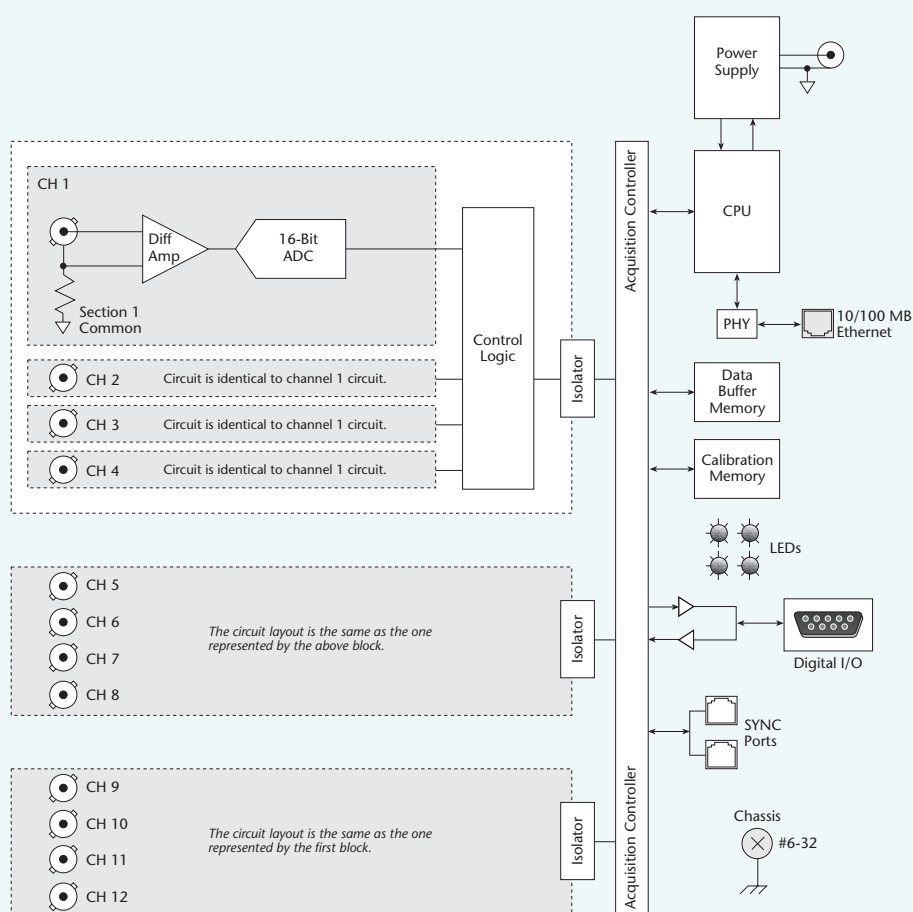 Power
Supply
CH 1
Diff
Amp
16-Bit
ADC
Section 1
Common
CH 2 Circuit is identical to channel 1 circuit.
CH 3 Circuit is identical to channel 1 circuit.
CH 4 Circuit is identical to channel 1 circuit.
Control
Logic
Isolator
Acquisition Controller
CPU
PHY
10/100 MB
Ethernet
Data
Buffer
Memory
Calibration
Memory
LEDs
CH 5
CH 6
CH 7
CH 8
The circuit layout is the same as the one
represented by the above block.
Isolator
Digital I/O
SYNC
Ports
CH 9
CH 10
CH 11
CH 12
The circuit layout is the same as the one
represented by the first block.
Isolator
Acquisition Controller
Chassis
#6-32